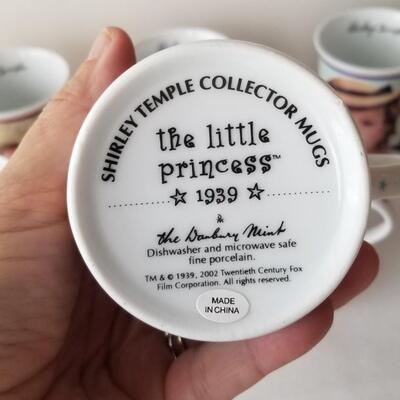 SHIRLEY TEMPLE COLLECTOR MUGS
the little
princess™
☆ 1939 ☆
the Danbury Mint
Dishwasher and microwave safe
fine porcelain.
TM & © 1939, 2002 Twentieth Century Fox
Film Corporation. All rights reserved.
MADE
IN CHINA